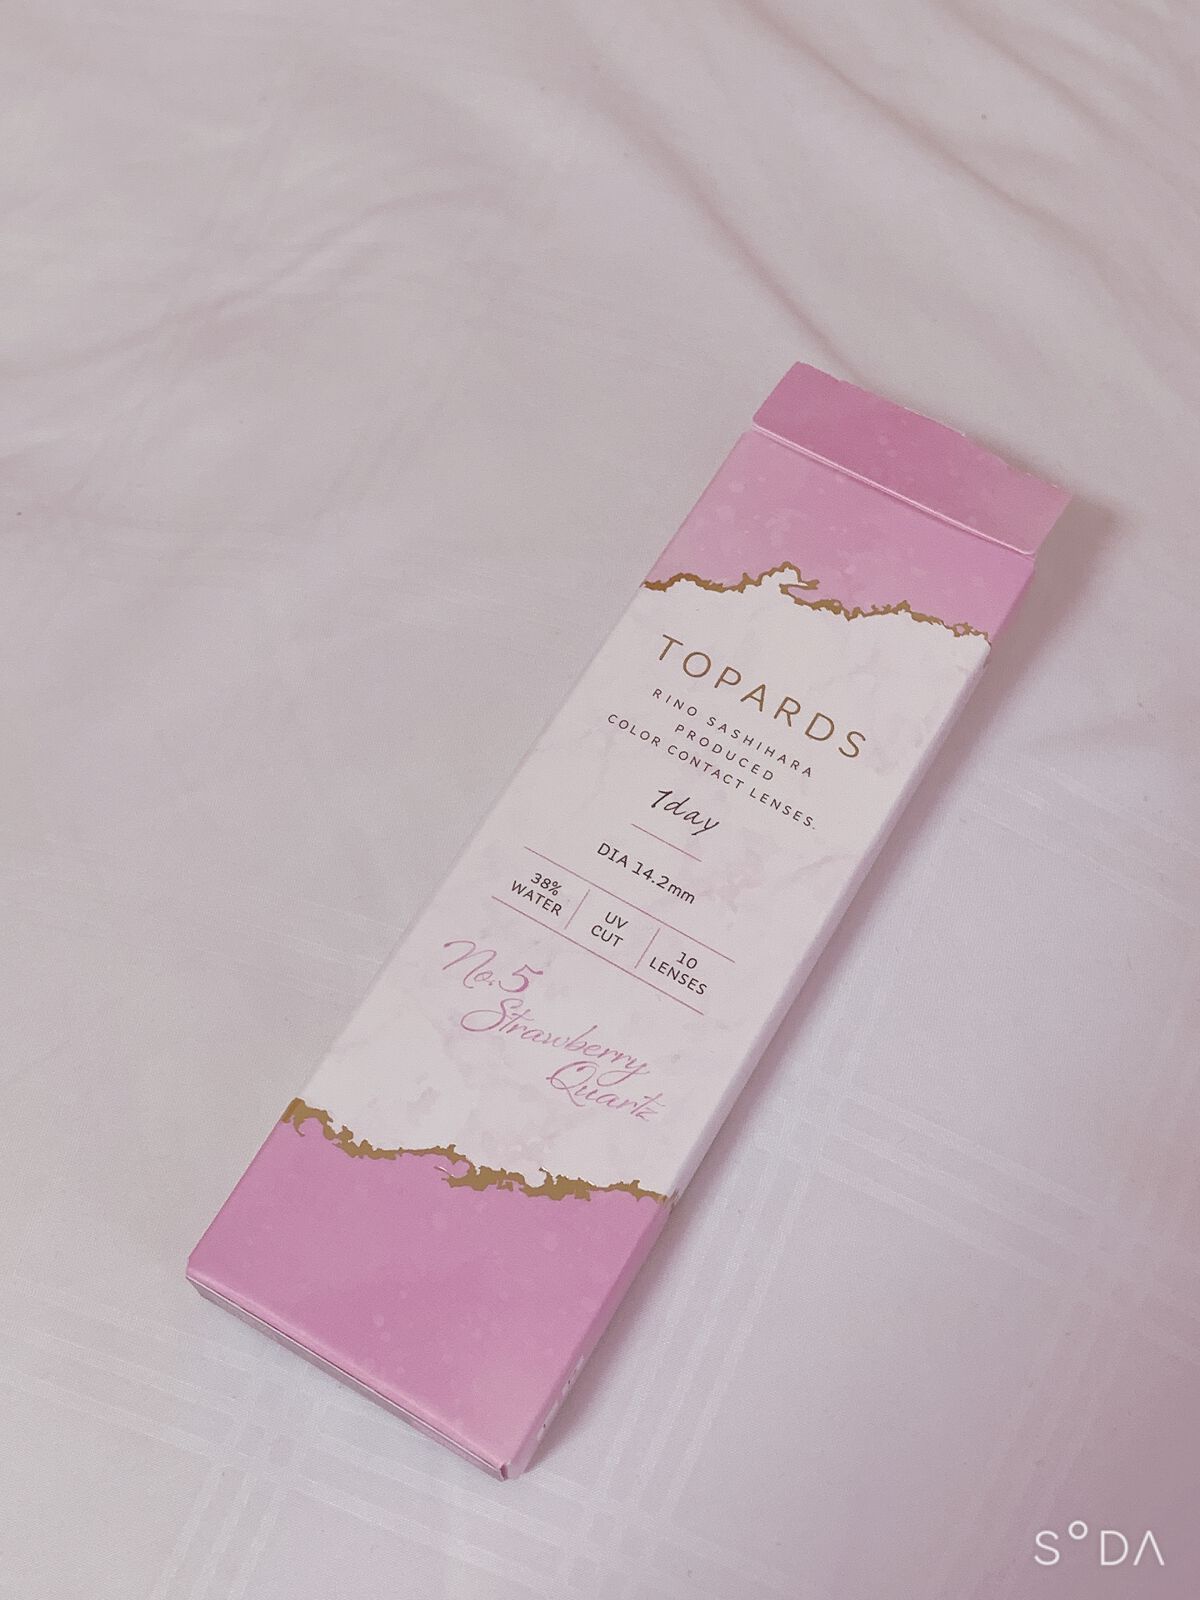 TOPARDS
RINO SASHIHARA
PRODUCED
COLOR CONTACT LENSES.
1day
DIA 14.2mm
38%
WATER
UV
CUT
10
LENSES
No.5
Strawberry
Quartz
SODA